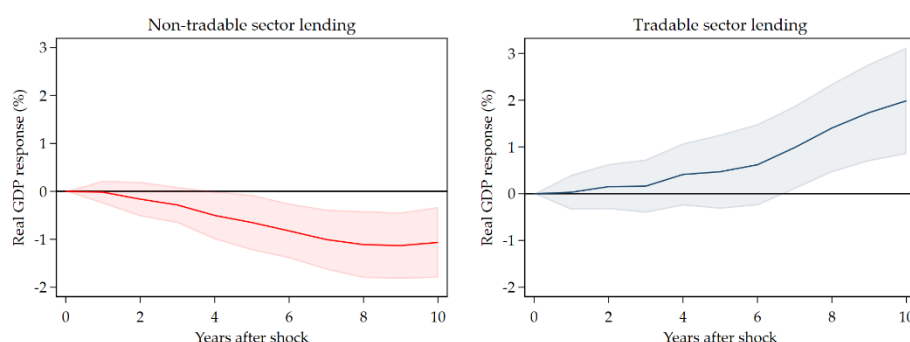 Non-tradable sector lending
Real GDP response (%)
3
2
1
0
-1
-2
0 2 4 6 8 10
Years after shock
Tradable sector lending
Real GDP response (%)
3
2
1
0
-1
-2
0 2 4 6 8 10
Years after shock